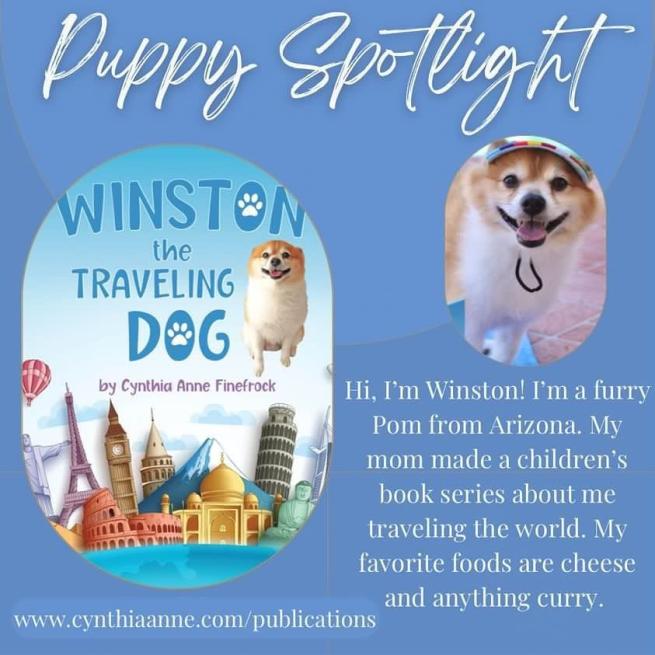 Puppy Spotlight
WINSTON
the
TRAVELING
DOG
by Cynthia Anne Finefrock
Hi, I'm Winston! I'm a furry
Pom from Arizona. My
mom made a children's
book series about me
traveling the world. My
favorite foods are cheese
and anything curry.
www.cynthiaanne.com/publications